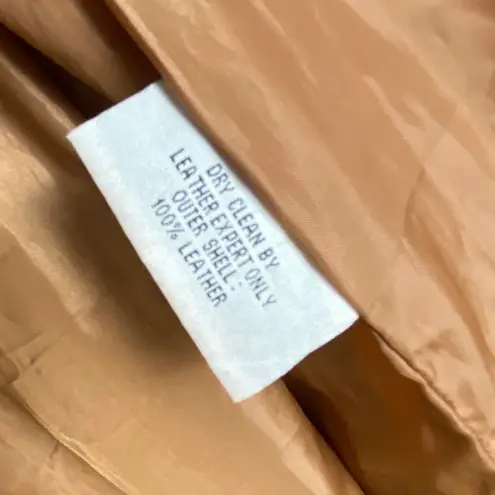 DRY CLEAN BY
LEATHER EXPERT ONLY
OUTER SHELL:
100% LEATHER